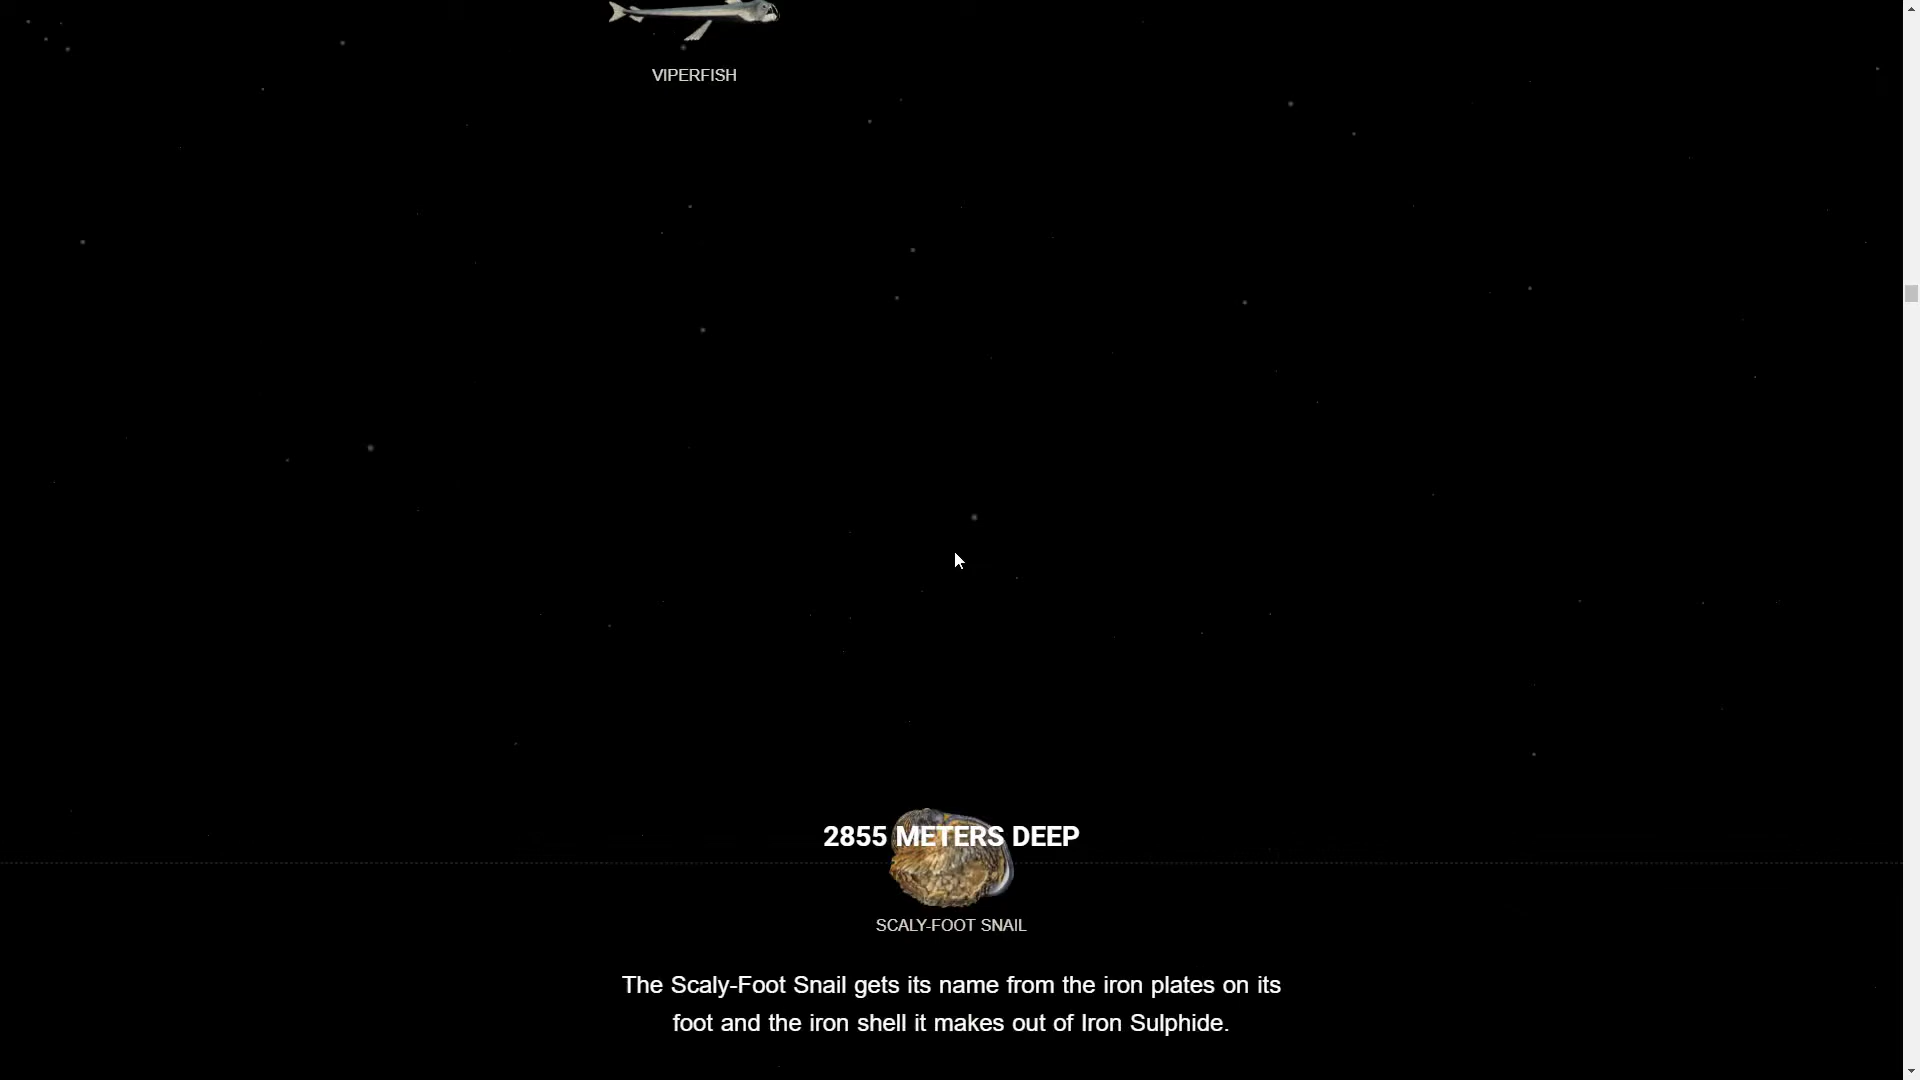 VIPERFISH
2855 METERS DEEP
SCALY-FOOT SNAIL
The Scaly-Foot Snail gets its name from the iron plates on its
foot and the iron shell it makes out of Iron Sulphide.